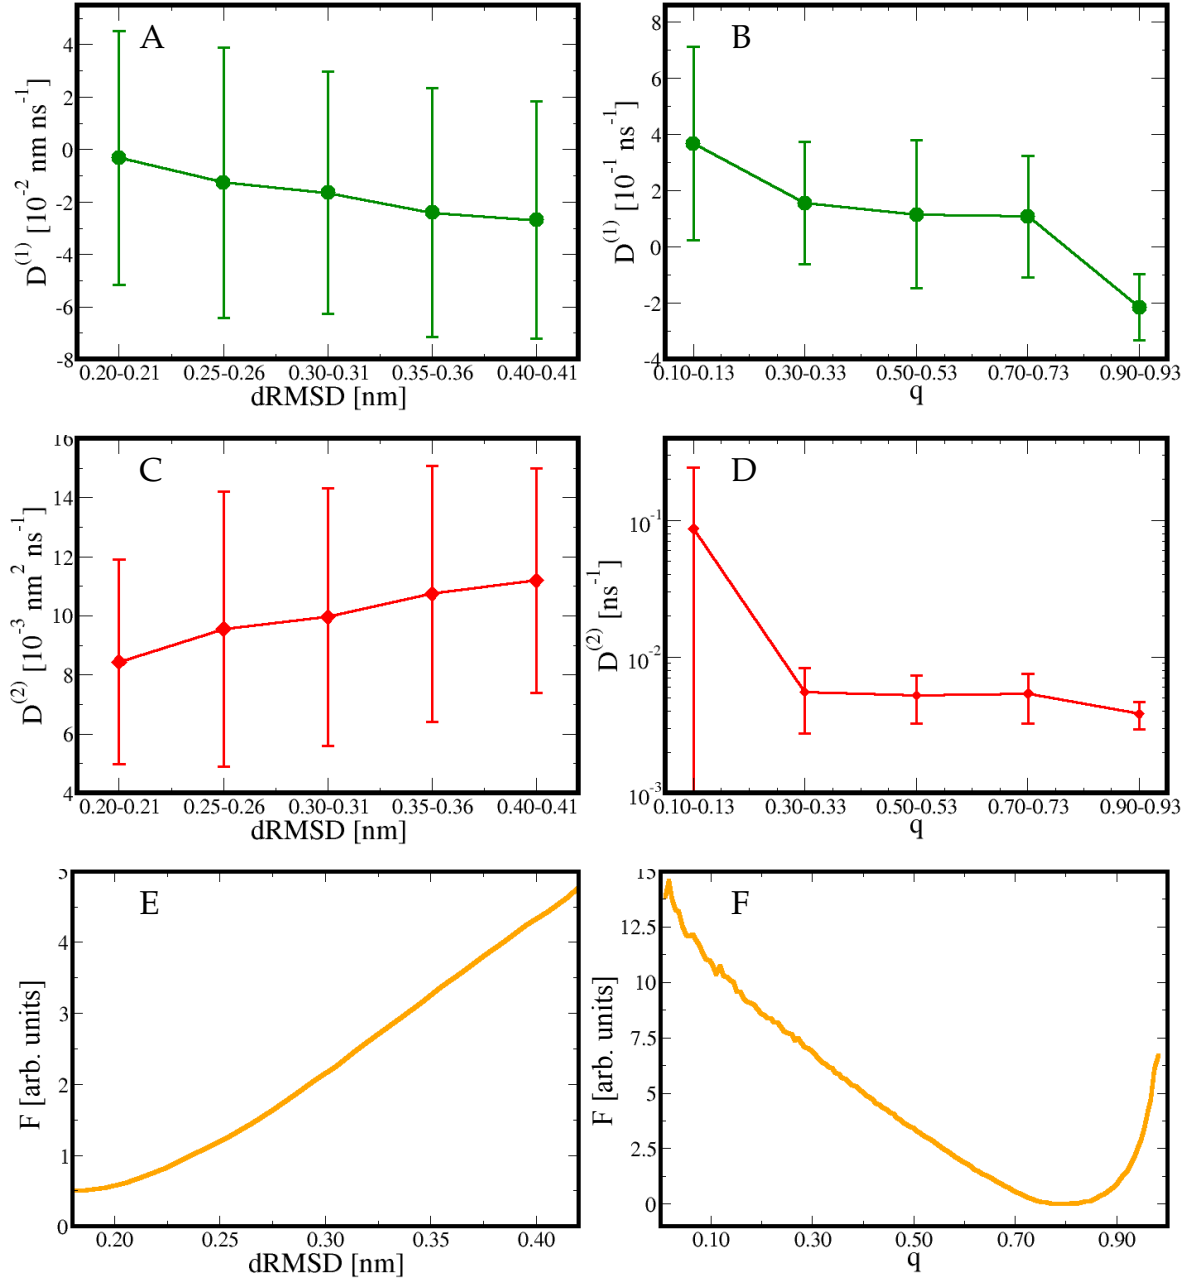 A
4
2
0
-2
-4
-6
-8
D(1) [10-2 nm ns-1]
0.20-0.21 0.25-0.26 0.30-0.31 0.35-0.36 0.40-0.41
dRMSD [nm]
B
8
6
4
2
0
-2
-4
D(1) [10-1 ns-1]
0.10-0.13 0.30-0.33 0.50-0.53 0.70-0.73 0.90-0.93
q
C
16
14
12
10
8
6
4
D(2) [10-3 nm2 ns-1]
0.20-0.21 0.25-0.26 0.30-0.31 0.35-0.36 0.40-0.41
dRMSD [nm]
D
10-1
10-2
10-3
D(2) [ns-1]
0.10-0.13 0.30-0.33 0.50-0.53 0.70-0.73 0.90-0.93
q
E
5
4
3
2
1
0
F [arb. units]
0.20 0.25 0.30 0.35 0.40
dRMSD [nm]
F
15
12.5
10
7.5
5
2.5
0
F [arb. units]
0.10 0.30 0.50 0.70 0.90
q